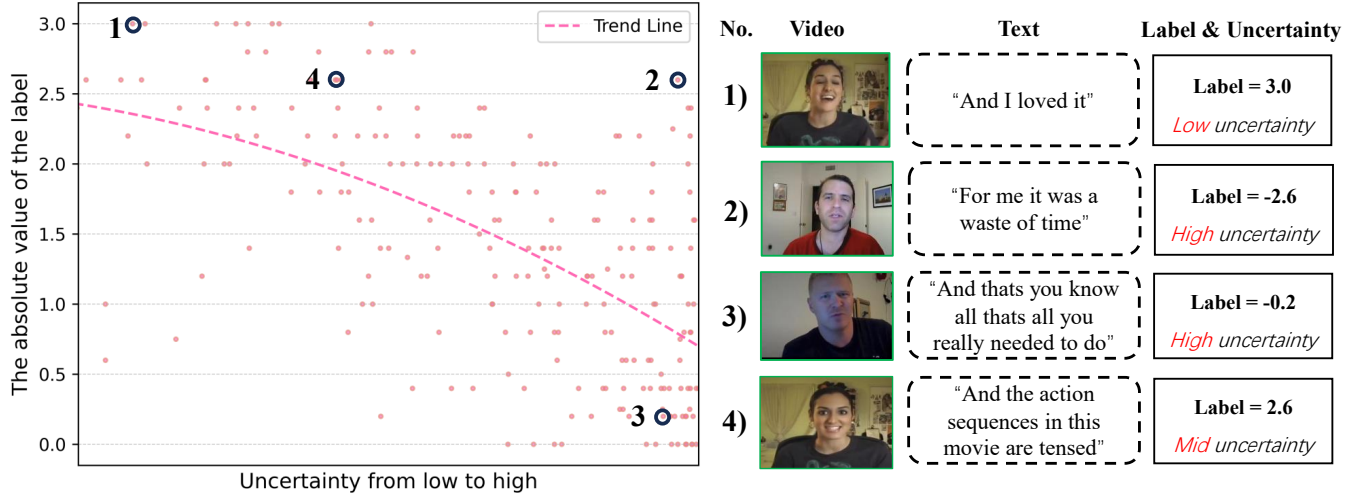 The absolute value of the label
3.0
2.5
2.0
1.5
1.0
0.5
0.0
Trend Line
1
2
4
3
Uncertainty from low to high
No. Video Text Label & Uncertainty
1)
“And I loved it”
Label = 3.0
Low uncertainty
2)
“For me it was a
waste of time”
Label = -2.6
High uncertainty
3)
“And thats you know
all thats all you
really needed to do”
Label = -0.2
High uncertainty
4)
“And the action
sequences in this
movie are tensed”
Label = 2.6
Mid uncertainty